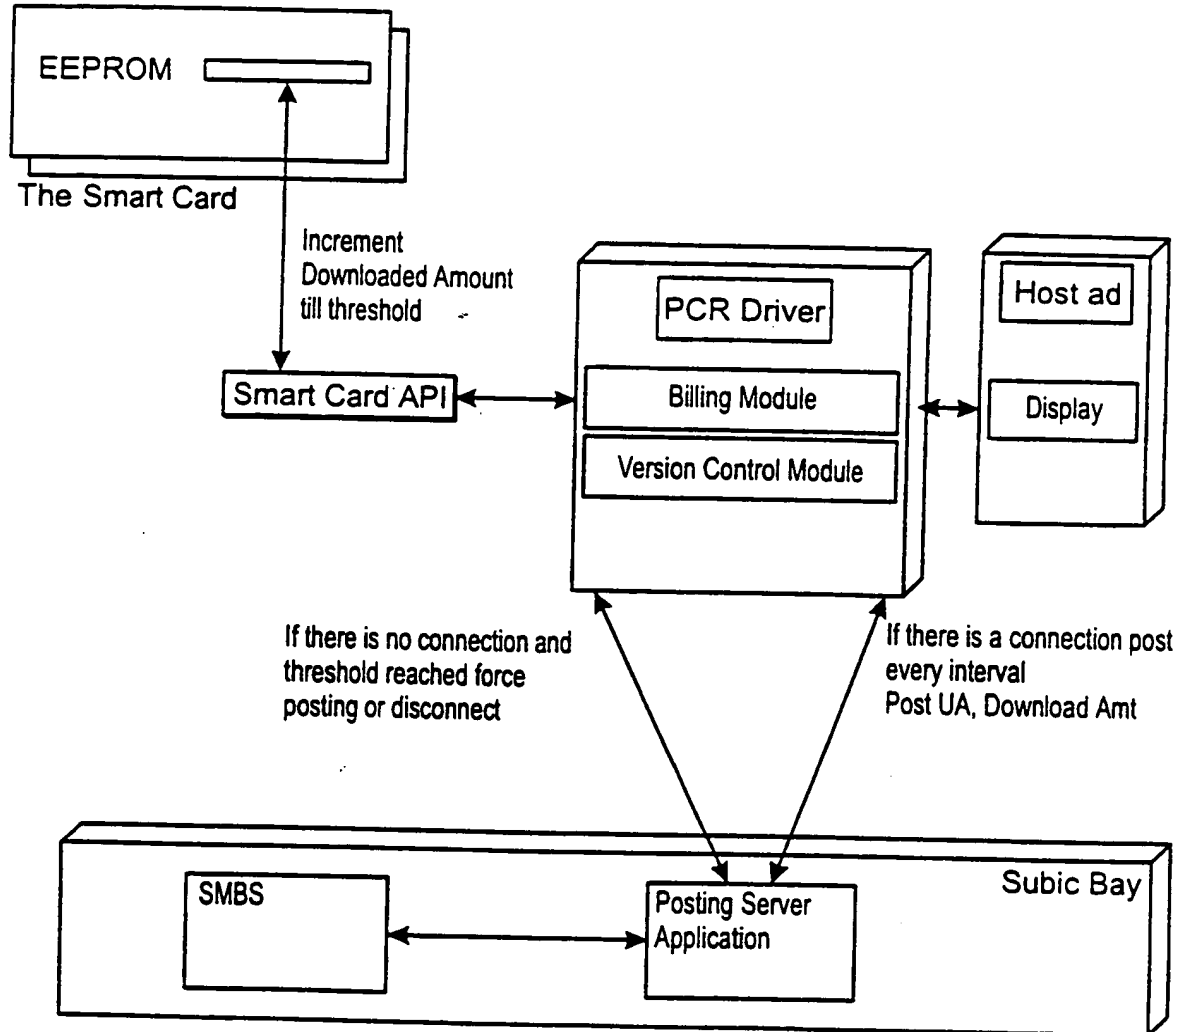 EEPROM
The Smart Card
Increment
Downloaded Amount
till threshold
Smart Card API
PCR Driver
Billing Module
Version Control Module
Host ad
Display
If there is no connection and
threshold reached force
posting or disconnect
If there is a connection post
every interval
Post UA, Download Amt
Subic Bay
SMBS
Posting Server
Application